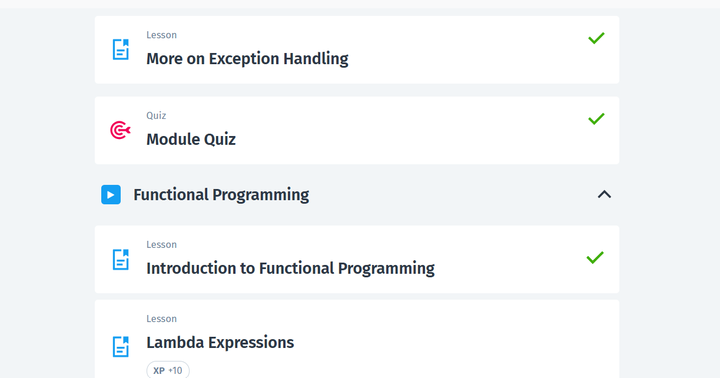 Lesson
More on Exception Handling
Quiz
Module Quiz
Functional Programming
Lesson
Introduction to Functional Programming
Lesson
Lambda Expressions
XP +10